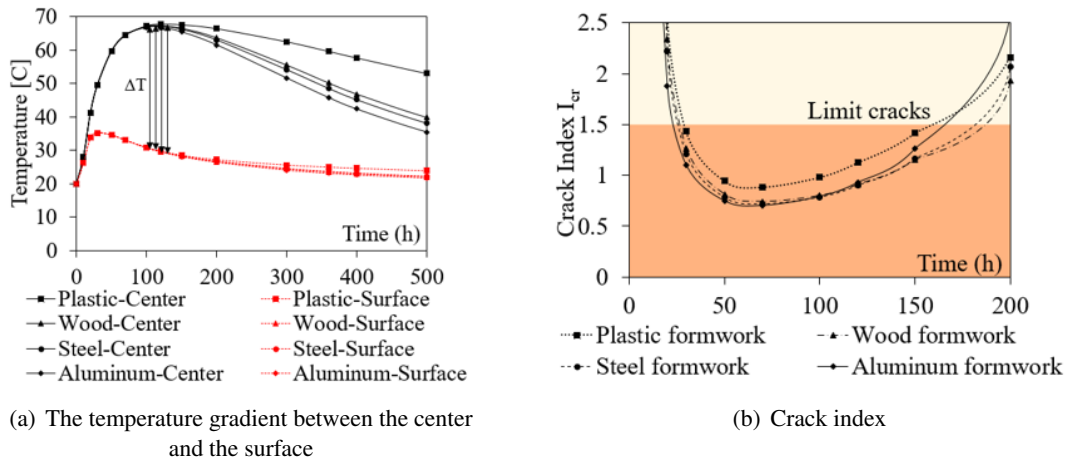 70
60
50
40
30
20
10
0
Temperature [C]
ΔT
Time (h)
0 100 200 300 400 500
Plastic-Center Plastic-Surface
Wood-Center Wood-Surface
Steel-Center Steel-Surface
Aluminum-Center Aluminum-Surface
(a) The temperature gradient between the center
and the surface
2.5
2
1.5
1
0.5
0
Crack Index Icr
Limit cracks
Time (h)
0 50 100 150 200
Plastic formwork Wood formwork
Steel formwork Aluminum formwork
(b) Crack index